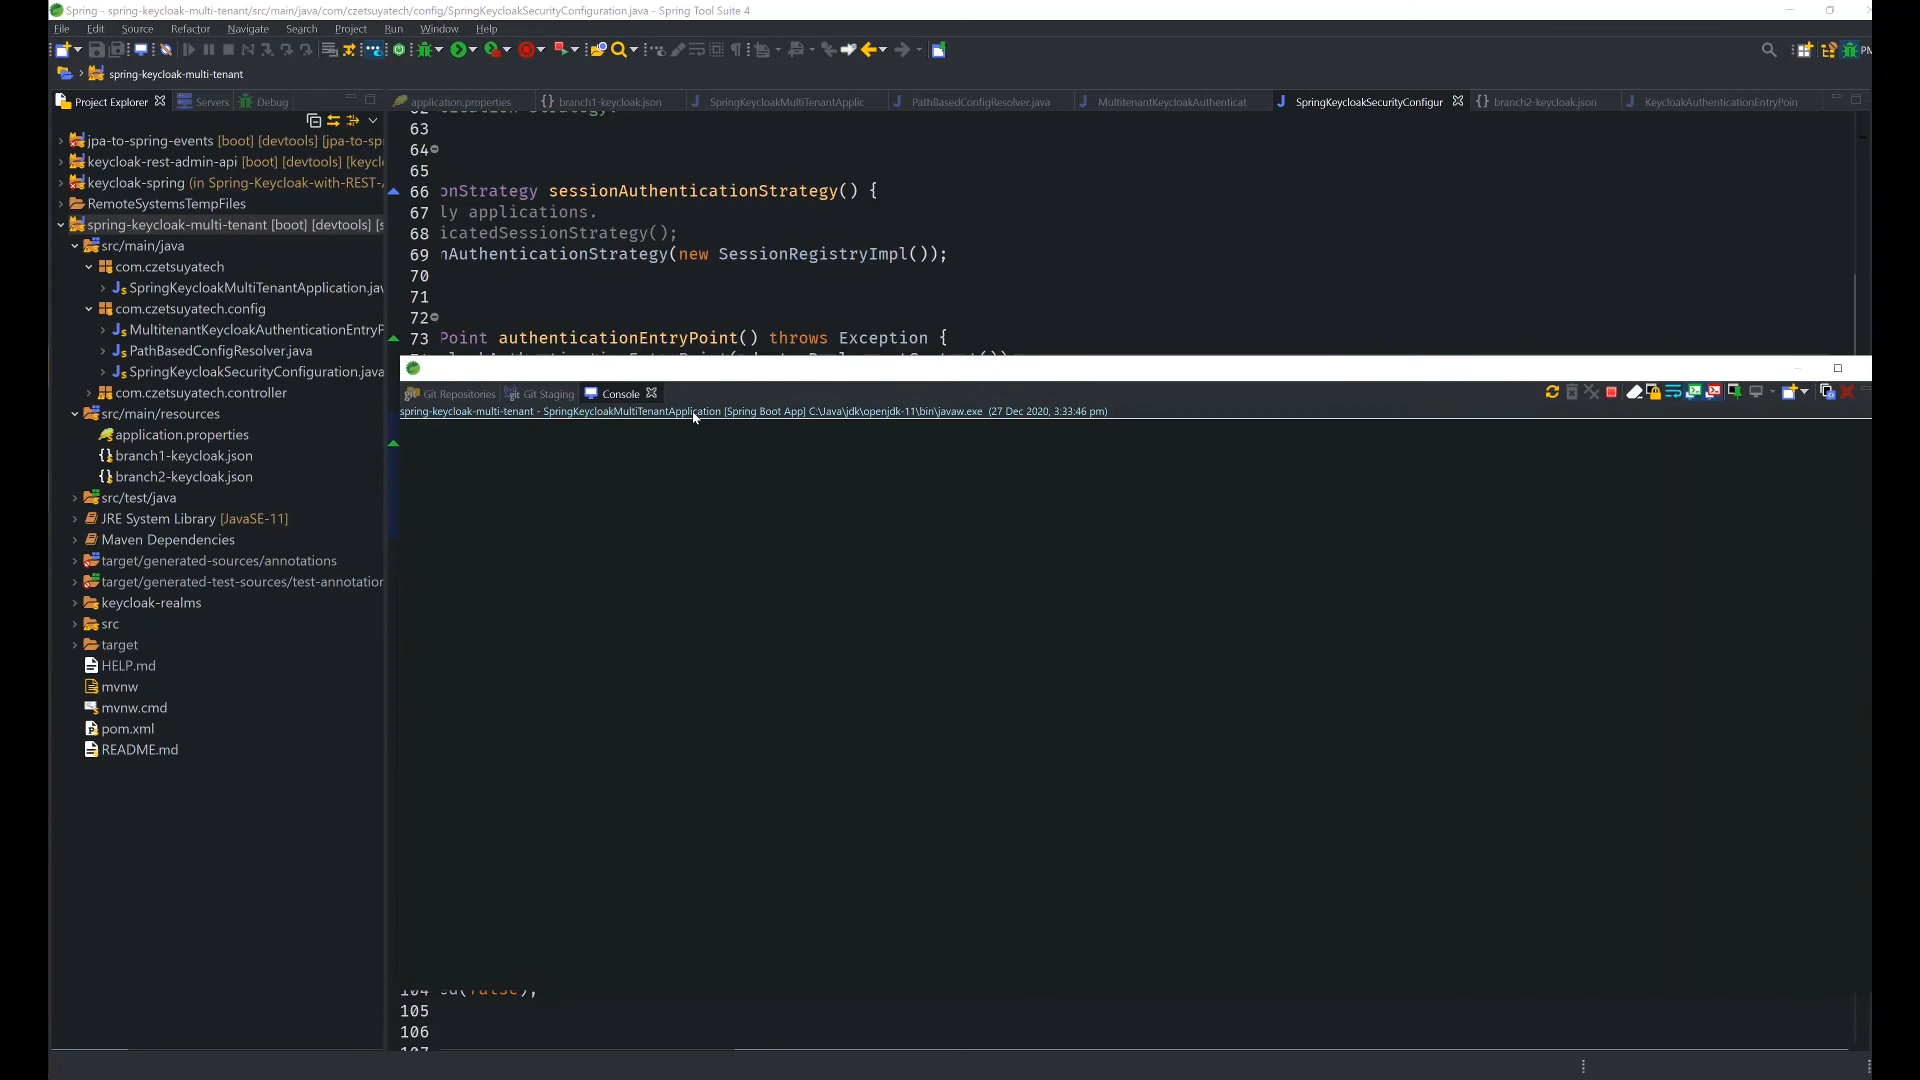 Spring - spring-keycloak-multi-tenant/src/main/java/com/czetsuyatech/config/SpringKeycloakSecurityConfiguration.java - Spring Tool Suite 4
File Edit Source Refactor Navigate Search Project Run Window Help
spring-keycloak-multi-tenant
Project Explorer Servers Debug
application.properties branch1-keycloak.json SpringKeycloakMultiTenantApplic PathBasedConfigResolver.java MultitenantKeycloakAuthenticat SpringKeycloakSecurityConfigur branch2-keycloak.json KeycloakAuthenticationEntryPoin
jpa-to-spring-events [boot] [devtools] [jpa-to-sp
keycloak-rest-admin-api [boot] [devtools] [keycl
keycloak-spring (in Spring-Keycloak-with-REST-
RemoteSystemsTempFiles
spring-keycloak-multi-tenant [boot] [devtools] [s
src/main/java
com.czetsuyatech
SpringKeycloakMultiTenantApplication.jav
com.czetsuyatech.config
MultitenantKeycloakAuthenticationEntryP
PathBasedConfigResolver.java
SpringKeycloakSecurityConfiguration.java
com.czetsuyatech.controller
src/main/resources
application.properties
branch1-keycloak.json
branch2-keycloak.json
src/test/java
JRE System Library [JavaSE-11]
Maven Dependencies
target/generated-sources/annotations
target/generated-test-sources/test-annotation
keycloak-realms
src
target
HELP.md
mvnw
mvnw.cmd
pom.xml
README.md
63
64
65
66 onStrategy sessionAuthenticationStrategy() {
67 ly applications.
68 icatedSessionStrategy();
69 nAuthenticationStrategy(new SessionRegistryImpl());
70
71
72
73 Point authenticationEntryPoint() throws Exception {
Git Repositories Git Staging Console
spring-keycloak-multi-tenant - SpringKeycloakMultiTenantApplication [Spring Boot App] C:\Java\jdk\openjdk-11\bin\javaw.exe (27 Dec 2020, 3:33:46 pm)
104 ed(false);
105
106
107